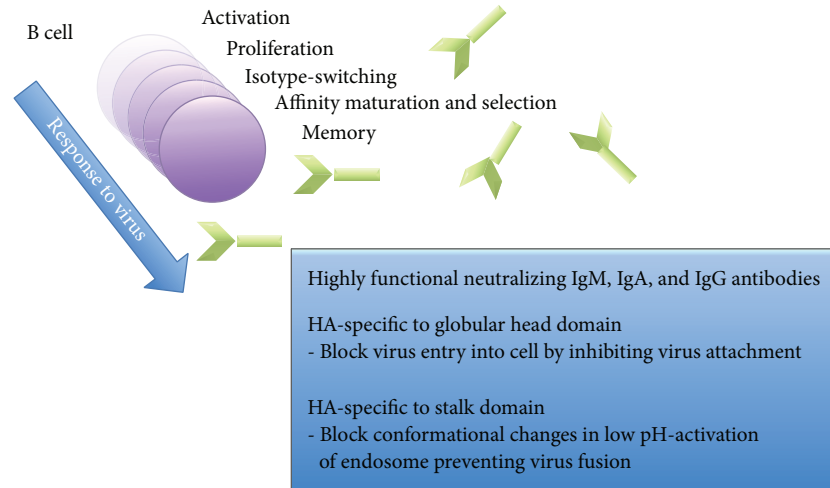 B cell
Activation
Proliferation
Isotype-switching
Affinity maturation and selection
Memory
Response to virus
Highly functional neutralizing IgM, IgA, and IgG antibodies
HA-specific to globular head domain
- Block virus entry into cell by inhibiting virus attachment
HA-specific to stalk domain
- Block conformational changes in low pH-activation
of endosome preventing virus fusion